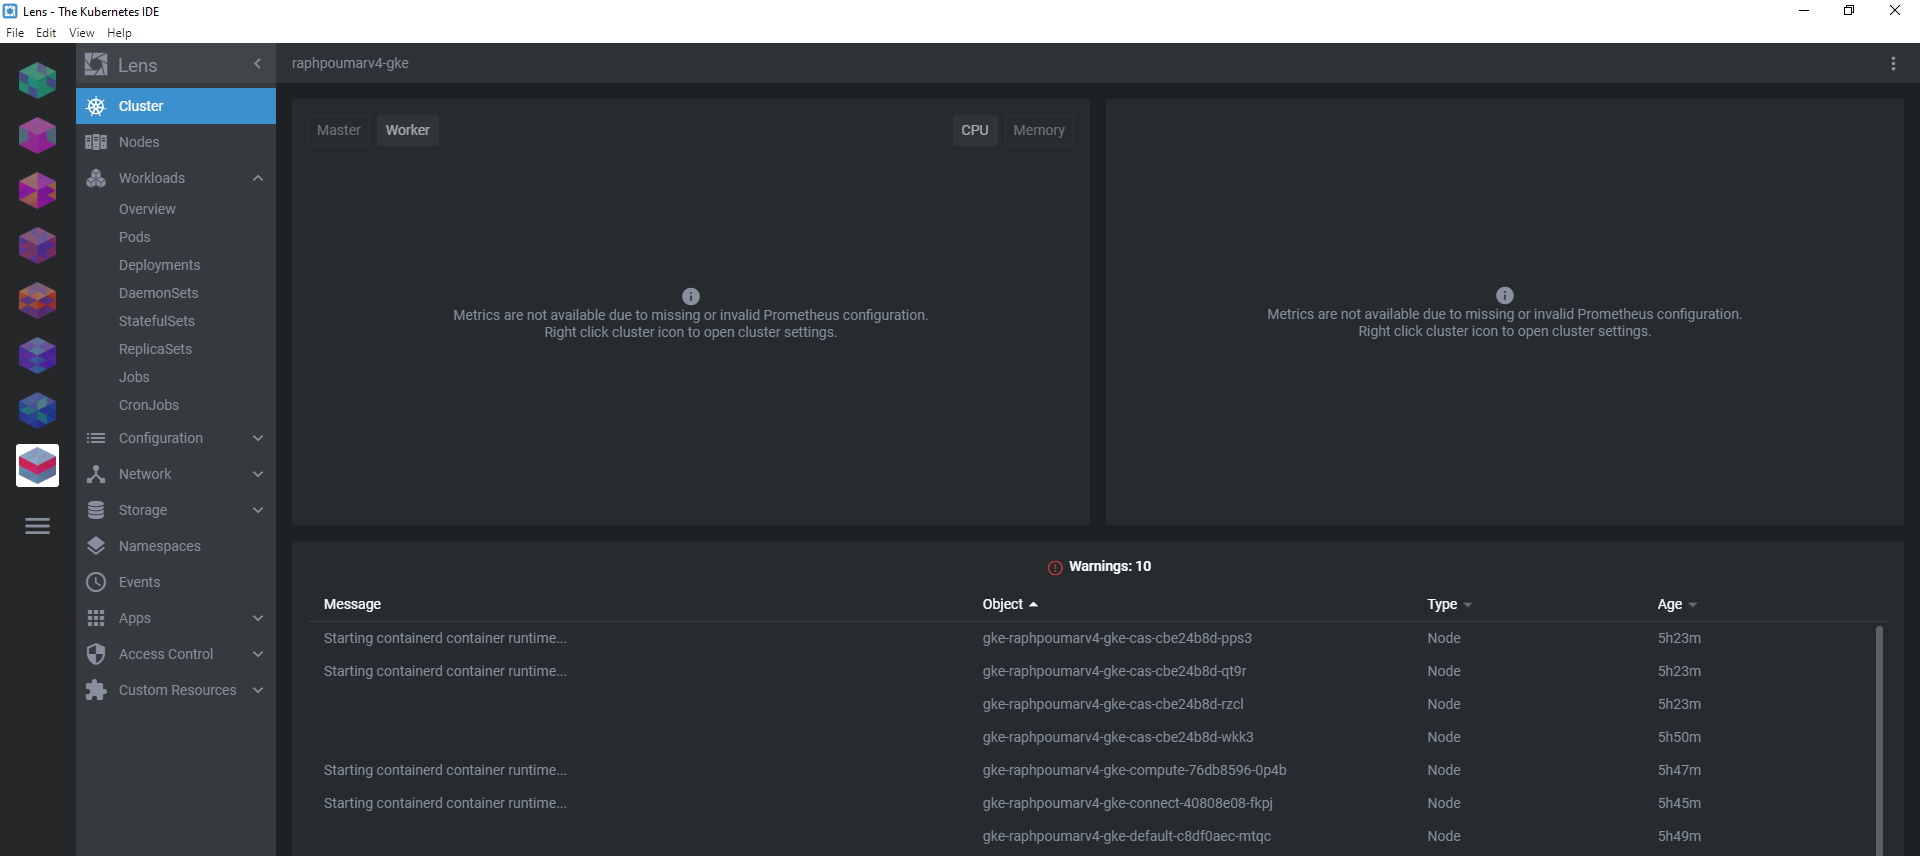 Lens - The Kubernetes IDE
File Edit View Help
Lens
raphpoumarv4-gke
Cluster
Nodes
Workloads
Overview
Pods
Deployments
DaemonSets
StatefulSets
ReplicaSets
Jobs
CronJobs
Configuration
Network
Storage
Namespaces
Events
Apps
Access Control
Custom Resources
Master Worker CPU Memory
Metrics are not available due to missing or invalid Prometheus configuration.
Right click cluster icon to open cluster settings.
Metrics are not available due to missing or invalid Prometheus configuration.
Right click cluster icon to open cluster settings.
Warnings: 10
Message Object Type Age
Starting containerd container runtime... gke-raphpoumarv4-gke-cas-cbe24b8d-pps3 Node 5h23m
Starting containerd container runtime... gke-raphpoumarv4-gke-cas-cbe24b8d-qt9r Node 5h23m
gke-raphpoumarv4-gke-cas-cbe24b8d-rzcl Node 5h23m
gke-raphpoumarv4-gke-cas-cbe24b8d-wkk3 Node 5h50m
Starting containerd container runtime... gke-raphpoumarv4-gke-compute-76db8596-0p4b Node 5h47m
Starting containerd container runtime... gke-raphpoumarv4-gke-connect-40808e08-fkpj Node 5h45m
gke-raphpoumarv4-gke-default-c8df0aec-mtqc Node 5h49m